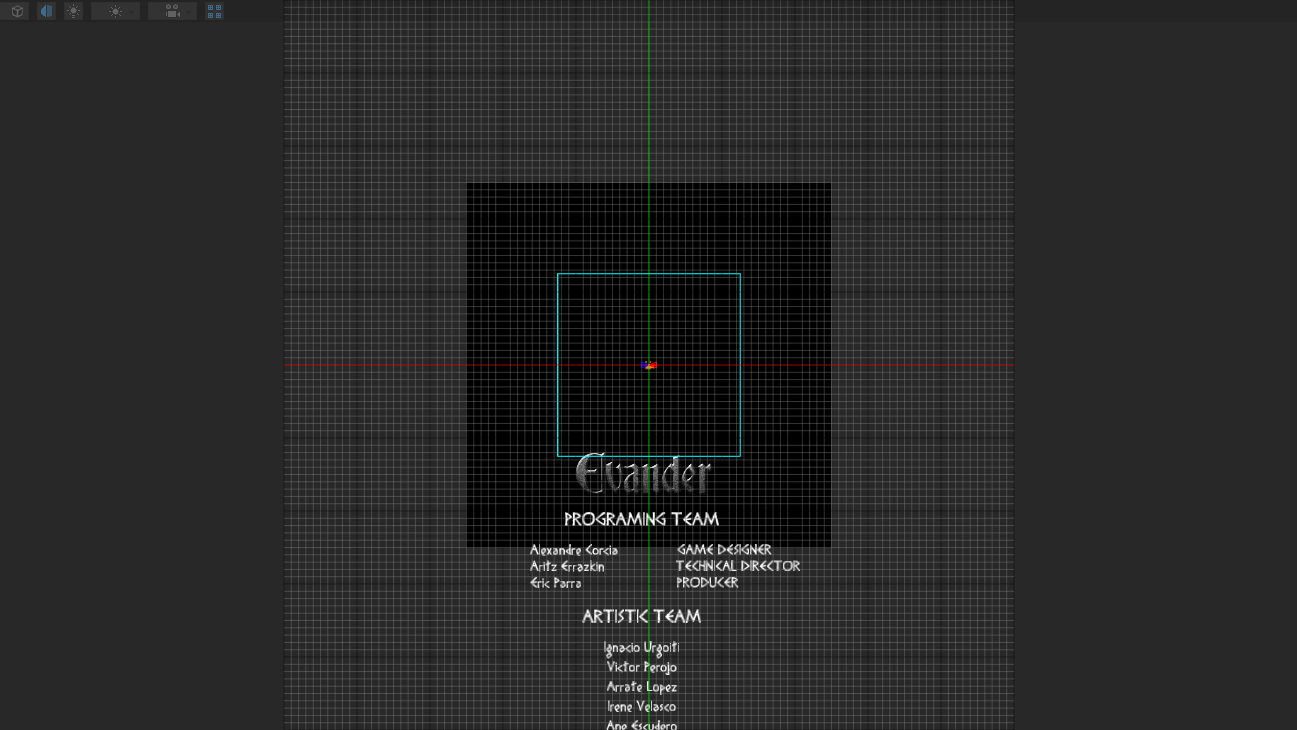 Evander
PROGRAMING TEAM
Alexandre Corcia GAME DESIGNER
Aritz Errazkin TECHNICAL DIRECTOR
Eric Parra PRODUCER
ARTISTIC TEAM
Ignacio Urgoiti
Victor Perojo
Arrate Lopez
Irene Velasco
Ane Escudero